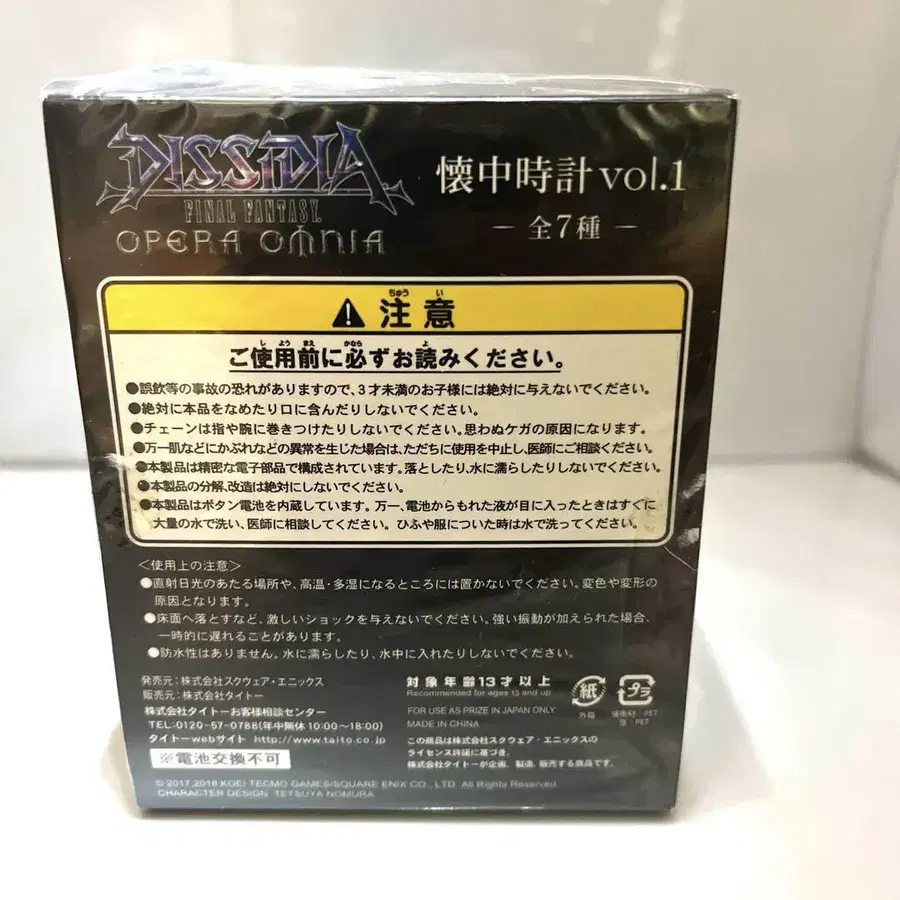 DISSIDIA
FINAL FANTASY
OPERA OMNIA
懐中時計 vol.1
― 全7種 ―
ちゅう い
注意
し よう まえ かなら よ
ご使用前に必ずお読みください。
●誤飲等の事故の恐れがありますので、3才未満のお子様には絶対に与えないでください。
●絶対に本品をなめたり口に含んだりしないでください。
●チェーンは指や腕に巻きつけたりしないでください。思わぬケガの原因になります。
●万一肌などにかぶれなどの異常を生じた場合は、ただちに使用を中止し、医師にご相談ください。
●本製品は精密な電子部品で構成されています。落としたり、水に濡らしたりしないでください。
●本製品の分解、改造は絶対にしないでください。
●本製品はボタン電池を内蔵しています。万一、電池からもれた液が目に入ったときはすぐに
大量の水で洗い、医師に相談してください。ひふや服についた時は水で洗ってください。
<使用上の注意>
●直射日光のあたる場所や、高温・多湿になるところには置かないでください。変色や変形の
原因となります。
●床面へ落とすなど、激しいショックを与えないでください。強い振動が加えられた場合、
一時的に遅れることがあります。
●防水性はありません。水に濡らしたり、水中に入れたりしないでください。
発売元:株式会社スクウェア・エニックス
販売元:株式会社タイトー
株式会社タイトーお客様相談センター
TEL:0120-57-0788(年中無休10:00〜18:00)
タイトーwebサイト http://www.taito.co.jp
※電池交換不可
対象年齢13才以上
Recommended for ages 13 and up
FOR USE AS PRIZE IN JAPAN ONLY.
MADE IN CHINA
この商品は株式会社スクウェア・エニックスの
ライセンス許諾に基づき、
株式会社タイトーが企画、製造、販売する商品です。
紙
外箱
プラ
緩衝材:PET
袋:PET
© 2017,2018 KOEI TECMO GAMES/SQUARE ENIX CO., LTD. All Rights Reserved.
CHARACTER DESIGN: TETSUYA NOMURA